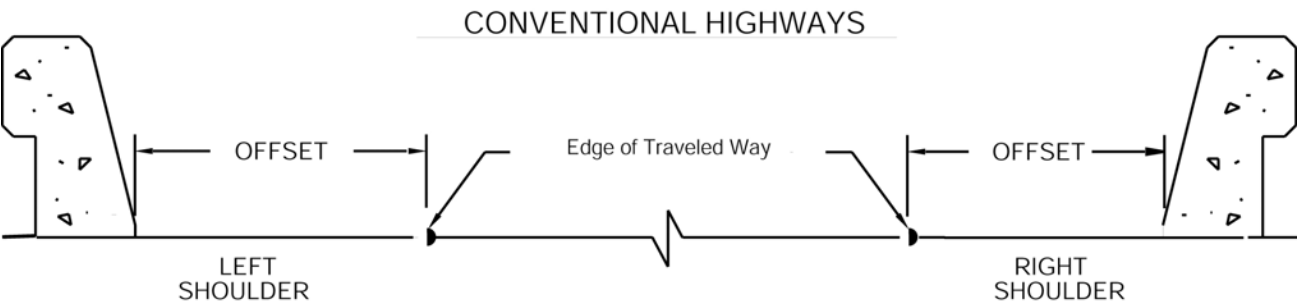 CONVENTIONAL HIGHWAYS
OFFSET
Edge of Traveled Way
OFFSET
LEFT
SHOULDER
RIGHT
SHOULDER